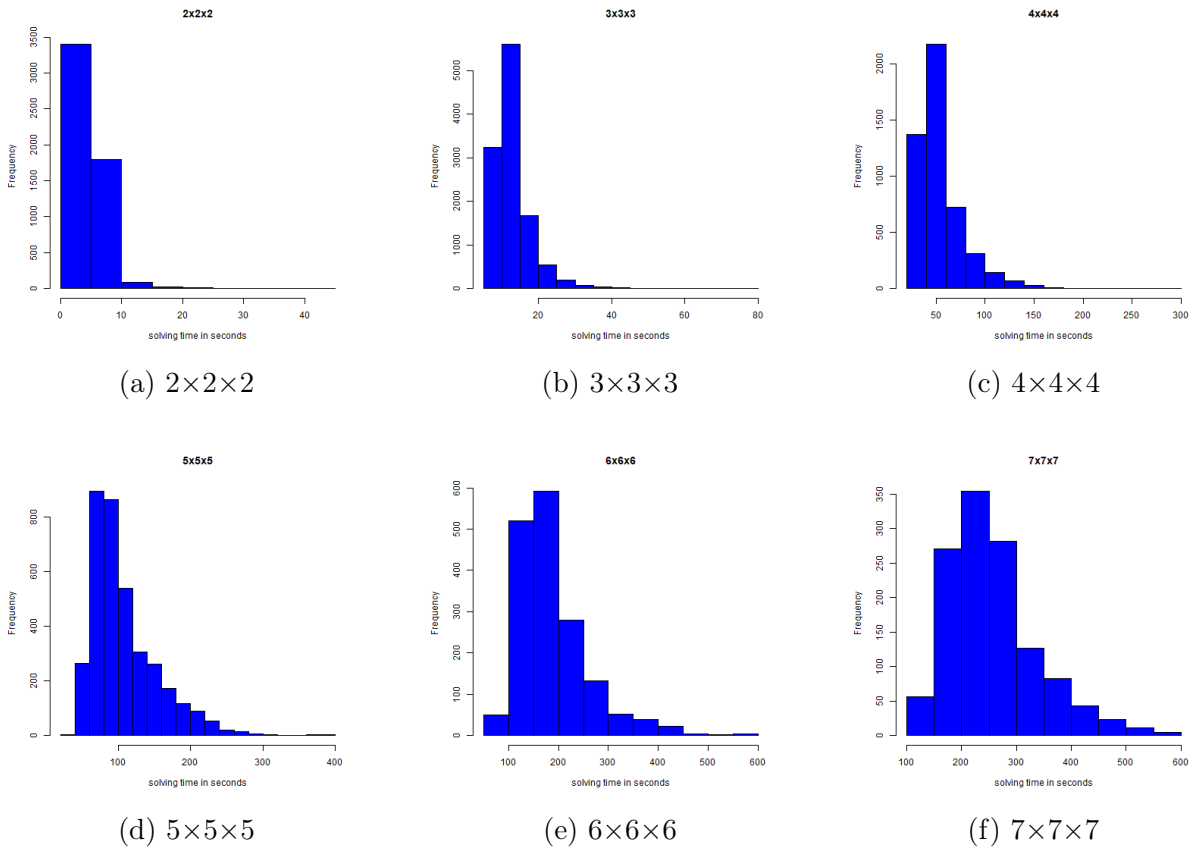 2x2x2
Frequency
0 500 1000 1500 2000 2500 3000 3500
0 10 20 30 40
solving time in seconds
(a) 2×2×2
3x3x3
Frequency
0 1000 2000 3000 4000 5000
20 40 60 80
solving time in seconds
(b) 3×3×3
4x4x4
Frequency
0 500 1000 1500 2000
50 100 150 200 250 300
solving time in seconds
(c) 4×4×4
5x5x5
Frequency
0 200 400 600 800
100 200 300 400
solving time in seconds
(d) 5×5×5
6x6x6
Frequency
0 100 200 300 400 500 600
100 200 300 400 500 600
solving time in seconds
(e) 6×6×6
7x7x7
Frequency
0 50 100 150 200 250 300 350
100 200 300 400 500 600
solving time in seconds
(f) 7×7×7